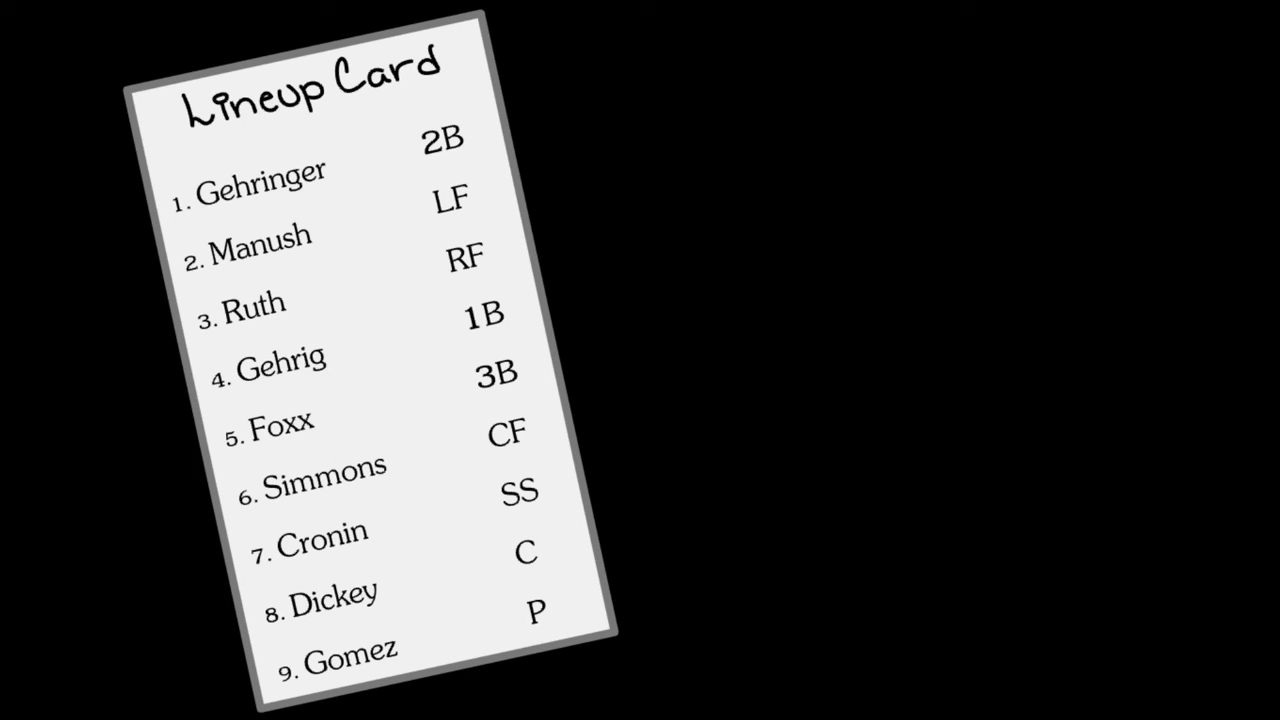 Lineup Card
1. Gehringer 2B
2. Manush LF
3. Ruth RF
4. Gehrig 1B
5. Foxx 3B
6. Simmons CF
7. Cronin SS
8. Dickey C
9. Gomez P